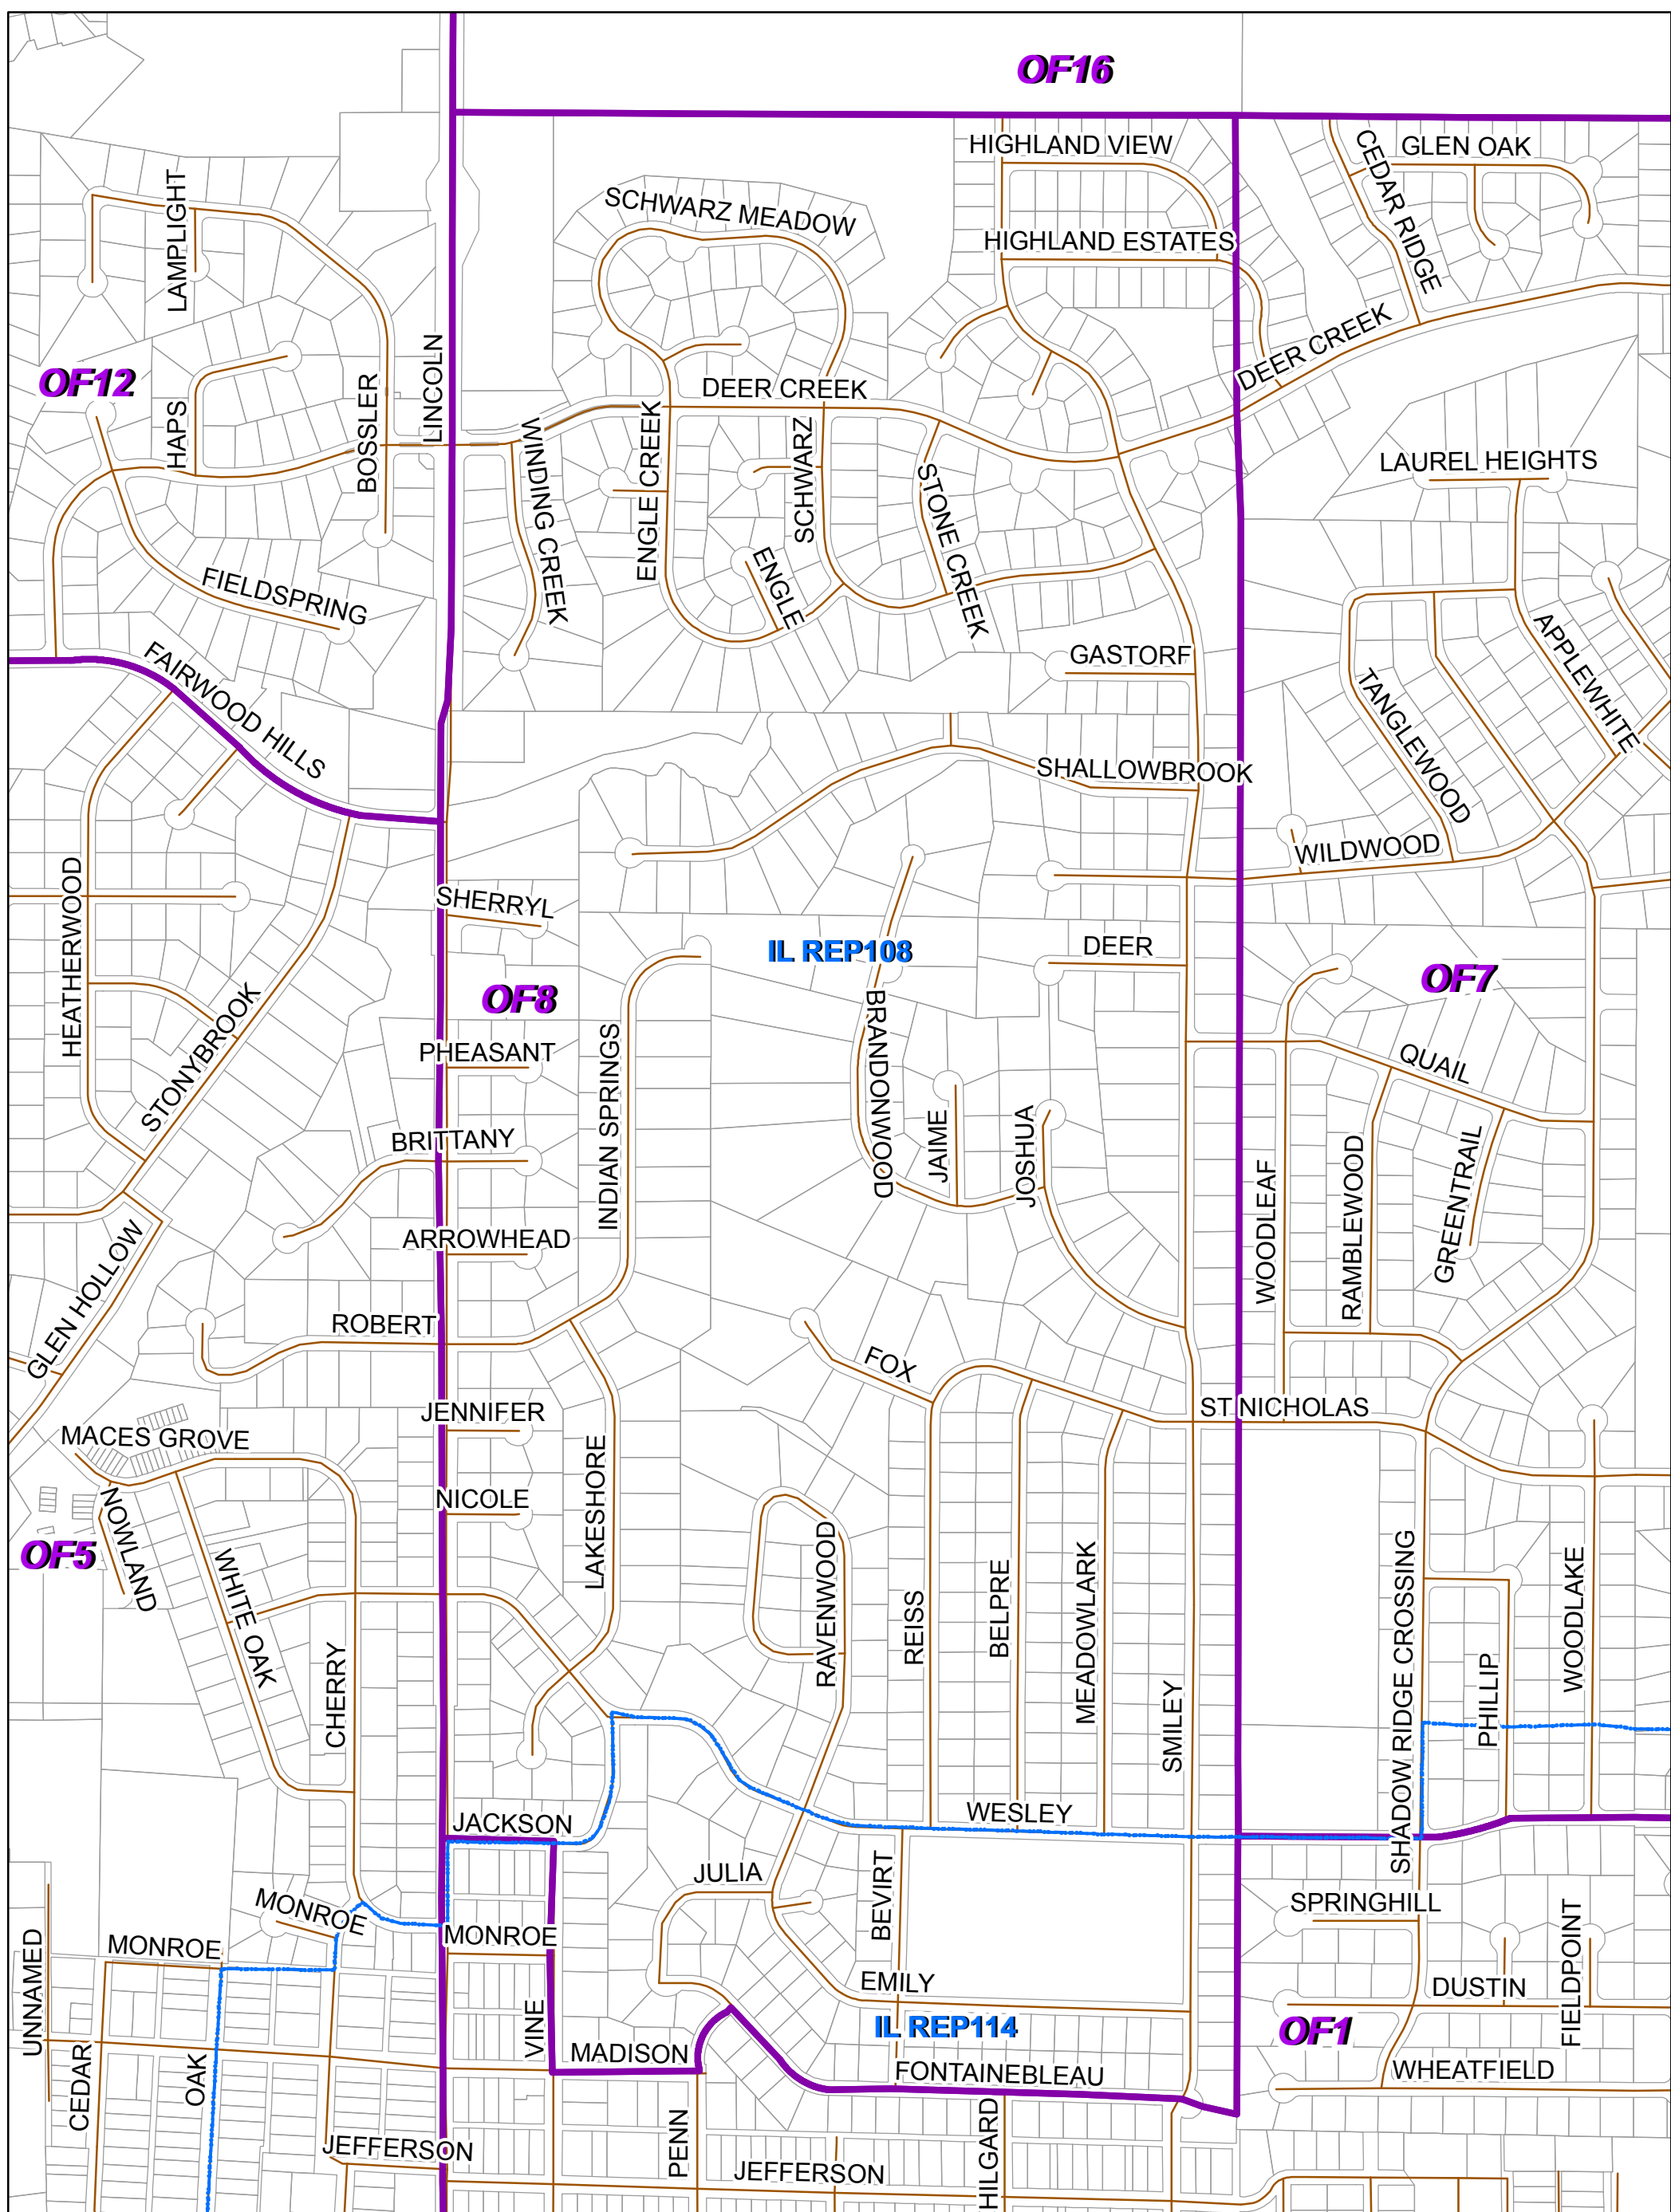 OF16
HIGHLAND VIEW
CEDAR RIDGE
GLEN OAK
LAMPLIGHT
SCHWARZ MEADOW
HIGHLAND ESTATES
OF12
HAPS
BOSSLER
LINCOLN
DEER CREEK
DEER CREEK
WINDING CREEK
ENGLE CREEK
SCHWARZ
STONE CREEK
LAUREL HEIGHTS
FIELDSPRING
ENGLE
FAIRWOOD HILLS
GASTORF
TANGLEWOOD
APPLEWHITE
SHALLOWBROOK
WILDWOOD
HEATHERWOOD
SHERRYL
IL REP108
DEER
OF7
OF8
STONYBROOK
PHEASANT
INDIAN SPRINGS
BRANDONWOOD
QUAIL
BRITTANY
JAIME
JOSHUA
WOODLEAF
RAMBLEWOOD
GREENTRAIL
ARROWHEAD
GLEN HOLLOW
ROBERT
FOX
ST NICHOLAS
JENNIFER
MACES GROVE
LAKESHORE
NICOLE
NOWLAND
OF5
WHITE OAK
CHERRY
RAVENWOOD
REISS
BELPRE
MEADOWLARK
SMILEY
SHADOW RIDGE CROSSING
PHILLIP
WOODLAKE
JACKSON
WESLEY
JULIA
BEVIRT
SPRINGHILL
MONROE
MONROE
MONROE
UNNAMED
FIELDPOINT
EMILY
DUSTIN
VINE
IL REP114
OF1
CEDAR
OAK
MADISON
FONTAINEBLEAU
WHEATFIELD
JEFFERSON
PENN
JEFFERSON
HILGARD